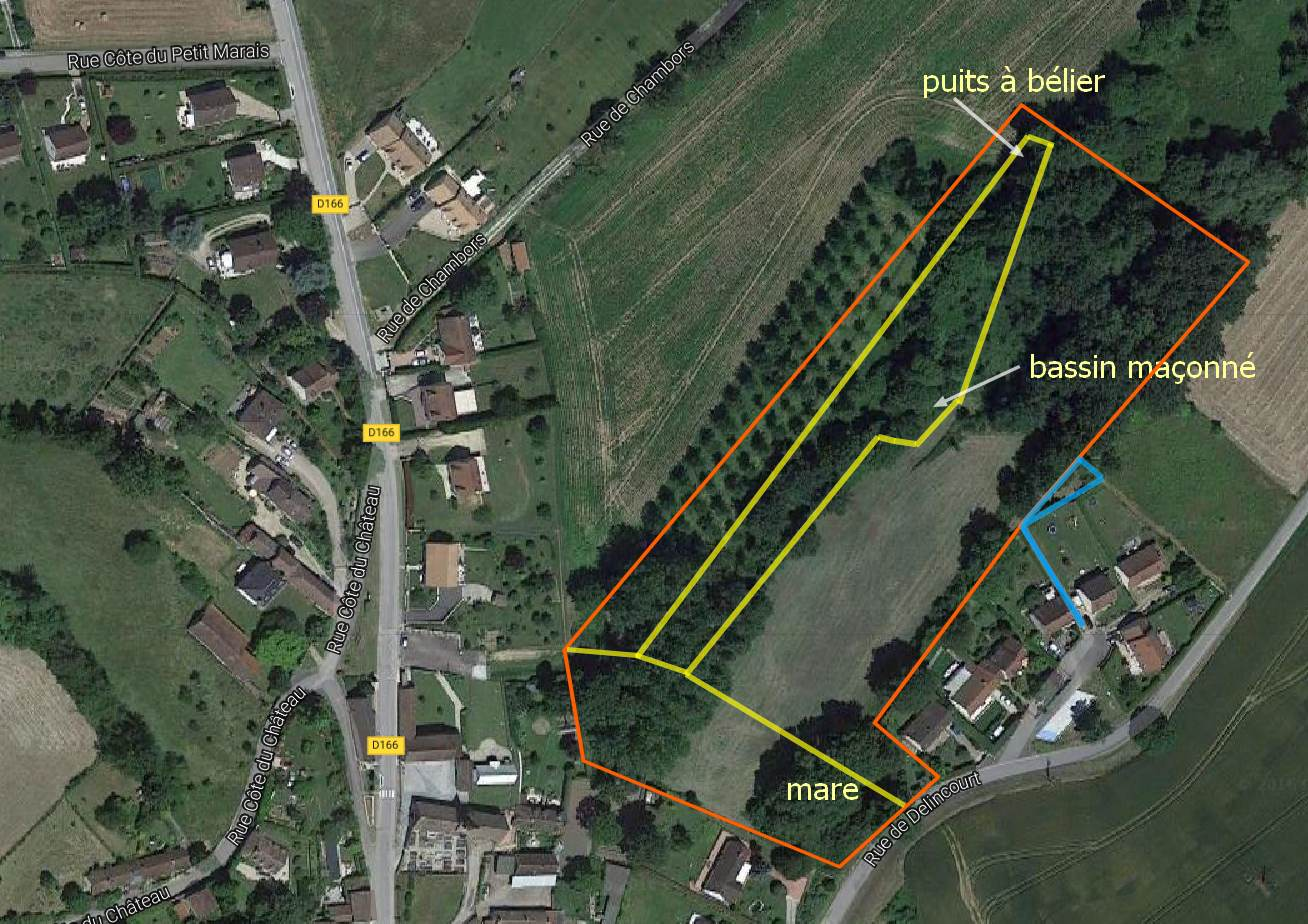 Rue Côte du Petit Marais
puits à bélier
Rue de Chambors
D166
Rue de Chambors
bassin maçonné
D166
Rue Côte du Château
D166
Rue Côte du Château
mare
Rue de Delincourt
du Château